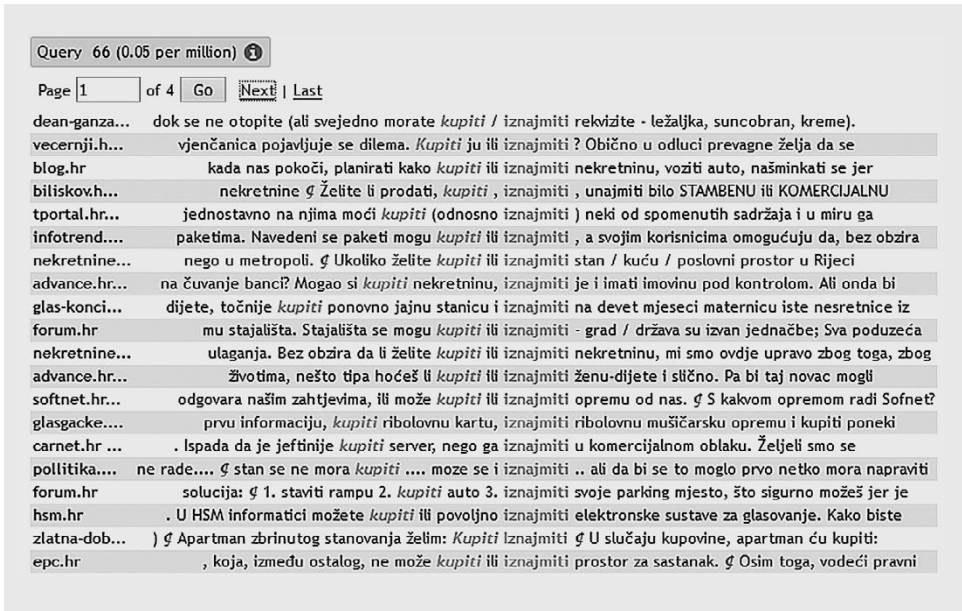 Query 66 (0.05 per million) i
Page 1 of 4 Go Next | Last
dean-ganza... dok se ne otopite (ali svejedno morate kupiti / iznajmiti rekvizite - ležaljka, suncobran, kreme).
vecernji.h... vjenčanica pojavljuje se dilema. Kupiti ju ili iznajmiti ? Obično u odluci prevagne želja da se
blog.hr kada nas pokoči, planirati kako kupiti ili iznajmiti nekretninu, voziti auto, našminkati se jer
biliskov.h... nekretnine ₡ Želite li prodati, kupiti , iznajmiti , unajmiti bilo STAMBENU ili KOMERCIJALNU
tportal.hr... jednostavno na njima moći kupiti (odnosno iznajmiti ) neki od spomenutih sadržaja i u miru ga
infotrend.... paketima. Navedeni se paketi mogu kupiti ili iznajmiti , a svojim korisnicima omogućuju da, bez obzira
nekretnine... nego u metropoli. ₡ Ukoliko želite kupiti ili iznajmiti stan / kuću / poslovni prostor u Rijeci
advance.hr... na čuvanje banci? Mogao si kupiti nekretninu, iznajmiti je i imati imovinu pod kontrolom. Ali onda bi
glas-konci... dijete, točnije kupiti ponovno jajnu stanicu i iznajmiti na devet mjeseci maternicu iste nesretnice iz
forum.hr mu stajališta. Stajališta se mogu kupiti ili iznajmiti - grad / država su izvan jednačbe; Sva poduzeća
nekretnine... ulaganja. Bez obzira da li želite kupiti ili iznajmiti nekretninu, mi smo ovdje upravo zbog toga, zbog
advance.hr... životima, nešto tipa hoćeš li kupiti ili iznajmiti ženu-dijete i slično. Pa bi taj novac mogli
softnet.hr... odgovara našim zahtjevima, ili može kupiti ili iznajmiti opremu od nas. ₡ S kakvom opremom radi Sofnet?
glasgacke.... prvu informaciju, kupiti ribolovnu kartu, iznajmiti ribolovnu mušičarsku opremu i kupiti poneki
carnet.hr ... . Ispada da je jeftinije kupiti server, nego ga iznajmiti u komercijalnom oblaku. Željeli smo se
pollitika.... ne rade.... ₡ stan se ne mora kupiti .... moze se i iznajmiti .. ali da bi se to moglo prvo netko mora napraviti
forum.hr solucija: ₡ 1. staviti rampu 2. kupiti auto 3. iznajmiti svoje parking mjesto, što sigurno možeš jer je
hsm.hr . U HSM informatici možete kupiti ili povoljno iznajmiti elektronske sustave za glasovanje. Kako biste
zlatna-dob... ) ₡ Apartman zbrinutog stanovanja želim: Kupiti Iznajmiti ₡ U slučaju kupovine, apartman ću kupiti:
epc.hr , koja, između ostalog, ne može kupiti ili iznajmiti prostor za sastanak. ₡ Osim toga, vodeći pravni